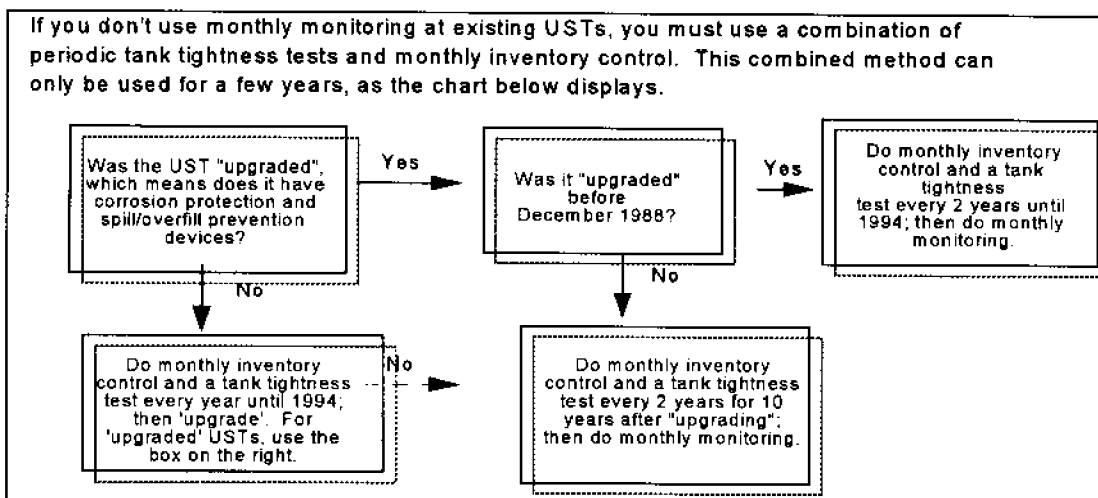 If you don't use monthly monitoring at existing USTs, you must use a combination of
periodic tank tightness tests and monthly inventory control. This combined method can
only be used for a few years, as the chart below displays.
Was the UST "upgraded",
which means does it have
corrosion protection and
spill/overfill prevention
devices?
Yes
Was it "upgraded"
before
December 1988?
Yes
Do monthly inventory
control and a tank
tightness
test every 2 years until
1994; then do monthly
monitoring.
No
No
Do monthly inventory
control and a tank tightness
test every year until 1994;
then 'upgrade'. For
'upgraded' USTs, use the
box on the right.
No
Do monthly inventory
control and a tank tightness
test every 2 years for 10
years after "upgrading";
then do monthly monitoring.